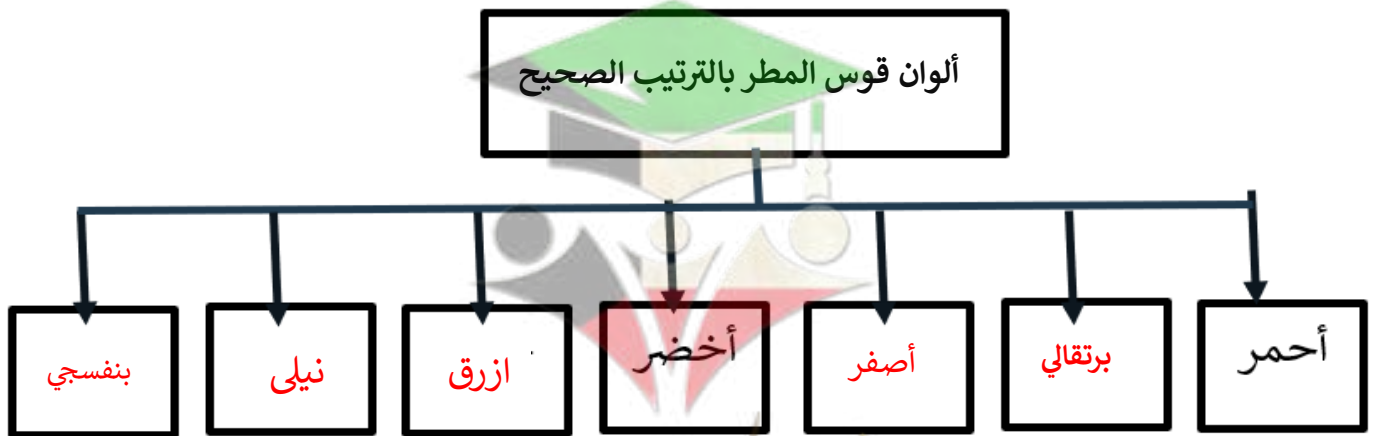 ألوان قوس المطر بالترتيب الصحيح
أحمر
برتقالي
أصفر
أخضر
ازرق
نيلى
بنفسجي